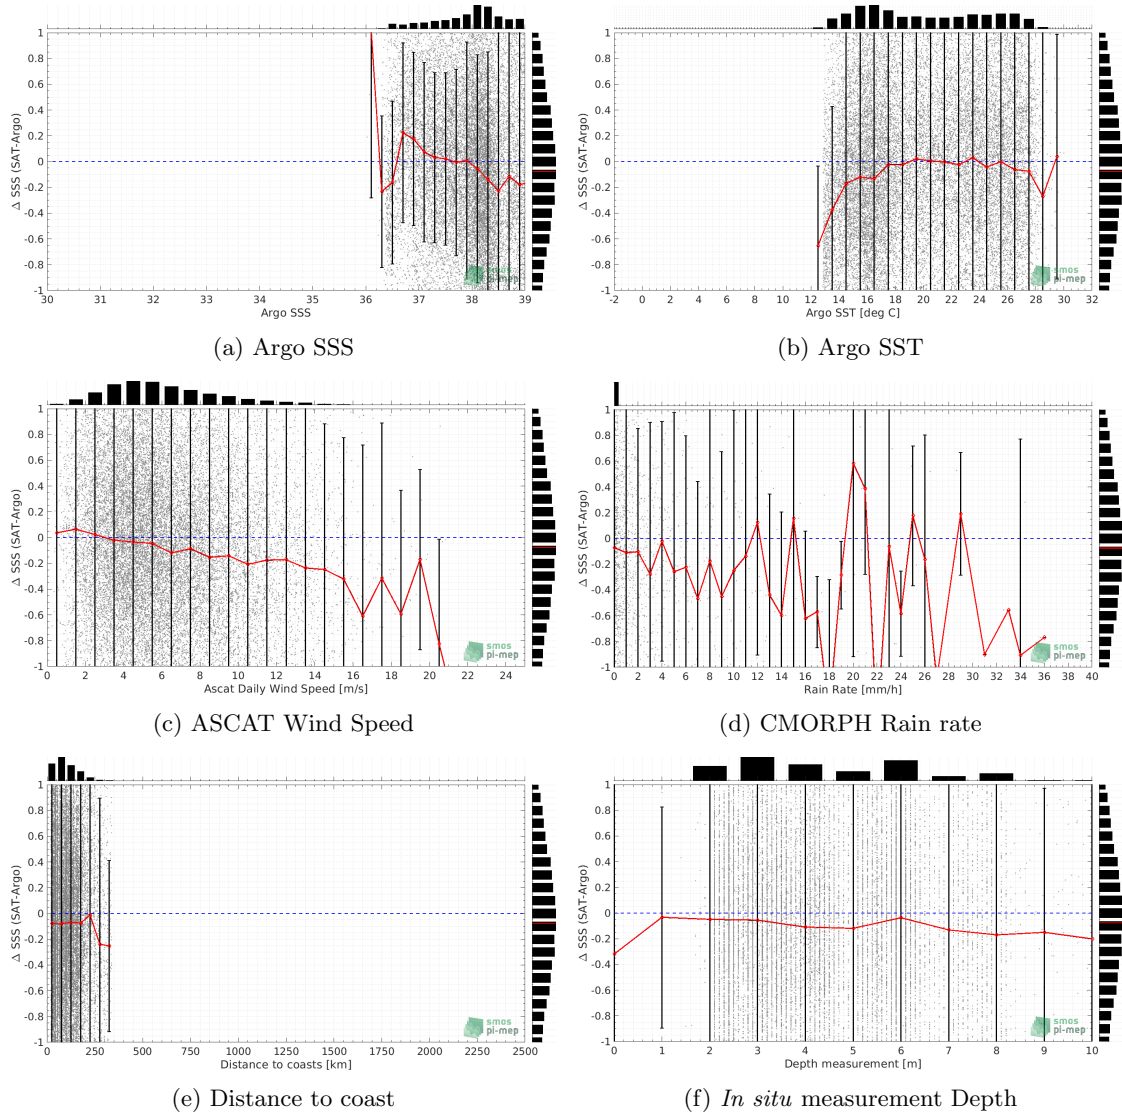 1
0.8
0.6
0.4
0.2
0
-0.2
-0.4
-0.6
-0.8
-1
Δ SSS (SAT-Argo)
30 31 32 33 34 35 36 37 38 39
Argo SSS
smos
pi-mep
(a) Argo SSS
1
0.8
0.6
0.4
0.2
0
-0.2
-0.4
-0.6
-0.8
-1
Δ SSS (SAT-Argo)
-2 0 2 4 6 8 10 12 14 16 18 20 22 24 26 28 30 32
Argo SST [deg C]
smos
pi-mep
(b) Argo SST
1
0.8
0.6
0.4
0.2
0
-0.2
-0.4
-0.6
-0.8
-1
Δ SSS (SAT-Argo)
0 2 4 6 8 10 12 14 16 18 20 22 24
Ascat Daily Wind Speed [m/s]
smos
pi-mep
(c) ASCAT Wind Speed
1
0.8
0.6
0.4
0.2
0
-0.2
-0.4
-0.6
-0.8
-1
Δ SSS (SAT-Argo)
0 2 4 6 8 10 12 14 16 18 20 22 24 26 28 30 32 34 36 38 40
Rain Rate [mm/h]
smos
pi-mep
(d) CMORPH Rain rate
1
0.8
0.6
0.4
0.2
0
-0.2
-0.4
-0.6
-0.8
-1
Δ SSS (SAT-Argo)
0 250 500 750 1000 1250 1500 1750 2000 2250 2500
Distance to coasts [km]
smos
pi-mep
(e) Distance to coast
1
0.8
0.6
0.4
0.2
0
-0.2
-0.4
-0.6
-0.8
-1
Δ SSS (SAT-Argo)
0 1 2 3 4 5 6 7 8 9 10
Depth measurement [m]
smos
pi-mep
(f) In situ measurement Depth